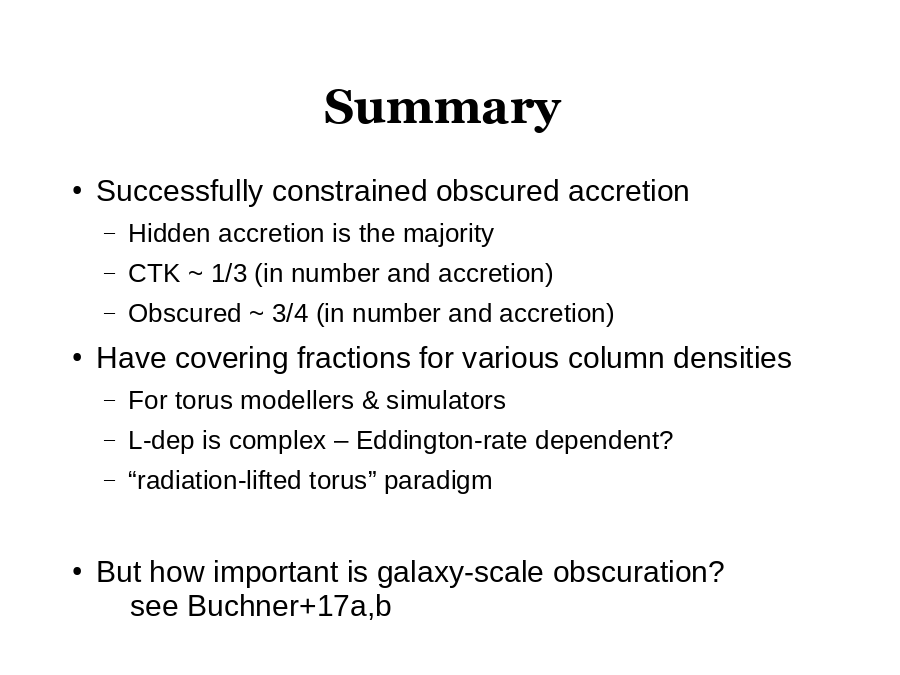 Summary
• Successfully constrained obscured accretion
– Hidden accretion is the majority
– CTK ~ 1/3 (in number and accretion)
– Obscured ~ 3/4 (in number and accretion)
• Have covering fractions for various column densities
– For torus modellers & simulators
– L-dep is complex – Eddington-rate dependent?
– “radiation-lifted torus” paradigm
• But how important is galaxy-scale obscuration?
see Buchner+17a,b